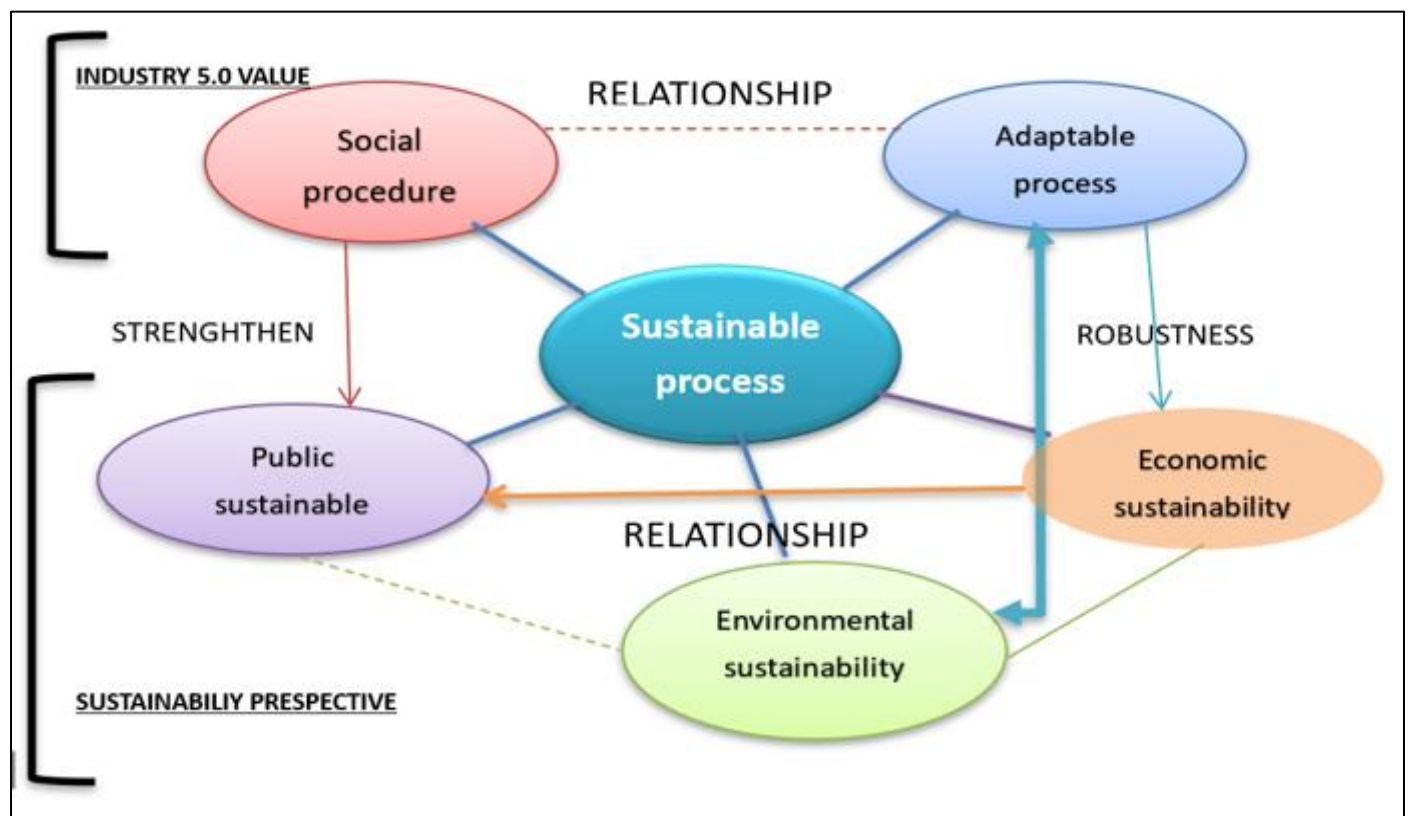 INDUSTRY 5.0 VALUE
RELATIONSHIP
Social
procedure
Adaptable
process
STRENGHTHEN
Sustainable
process
ROBUSTNESS
Public
sustainable
Economic
sustainability
RELATIONSHIP
Environmental
sustainability
SUSTAINABILIY PRESPECTIVE